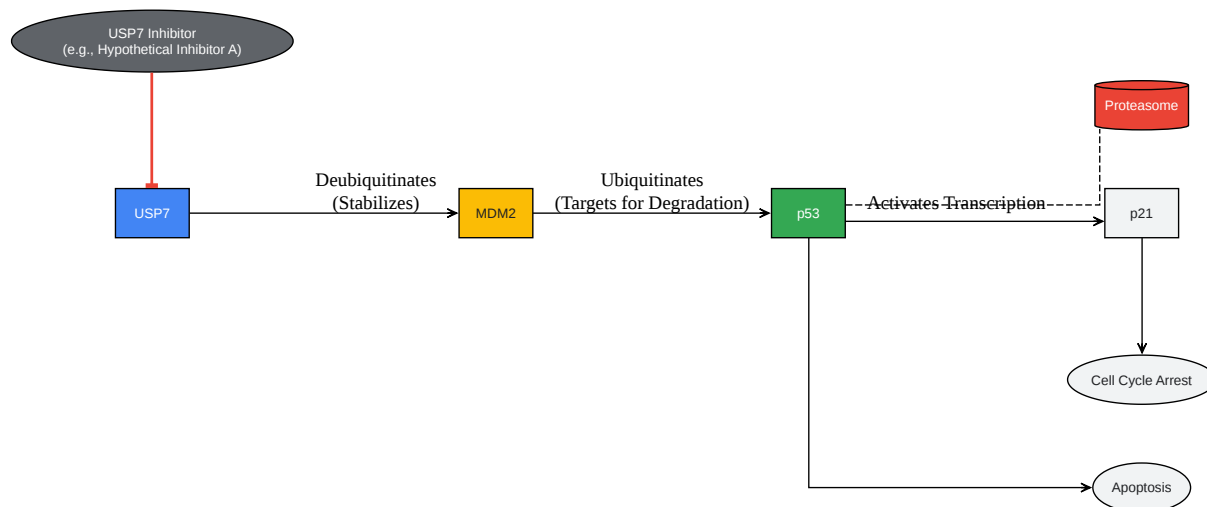 USP7 Inhibitor
(e.g., Hypothetical Inhibitor A)
Proteasome
USP7
Deubiquitinates
(Stabilizes)
MDM2
Ubiquitinates
(Targets for Degradation)
p53
Activates Transcription
p21
Cell Cycle Arrest
Apoptosis